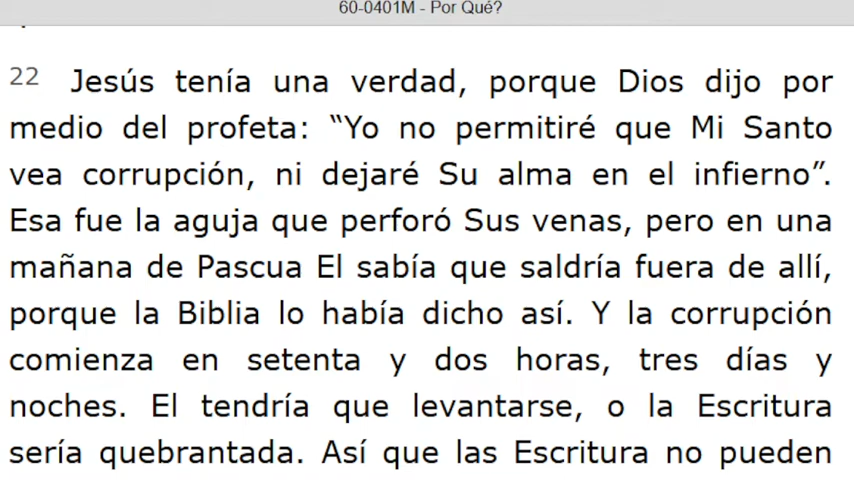 60-0401M - Por Qué?
22 Jesús tenía una verdad, porque Dios dijo por
medio del profeta: “Yo no permitiré que Mi Santo
vea corrupción, ni dejaré Su alma en el infierno”.
Esa fue la aguja que perforó Sus venas, pero en una
mañana de Pascua El sabía que saldría fuera de allí,
porque la Biblia lo había dicho así. Y la corrupción
comienza en setenta y dos horas, tres días y
noches. El tendría que levantarse, o la Escritura
sería quebrantada. Así que las Escritura no pueden